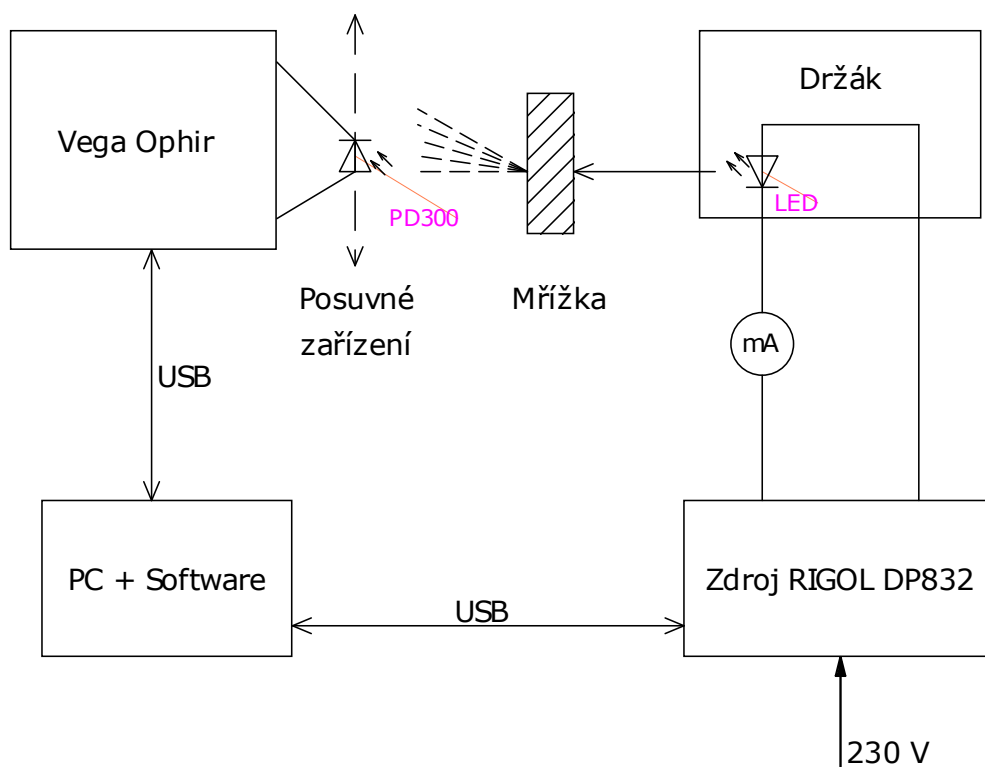 Držák
Vega Ophir
PD300
LED
Posuvné
zařízení
Mřížka
mA
USB
PC + Software
Zdroj RIGOL DP832
USB
230 V